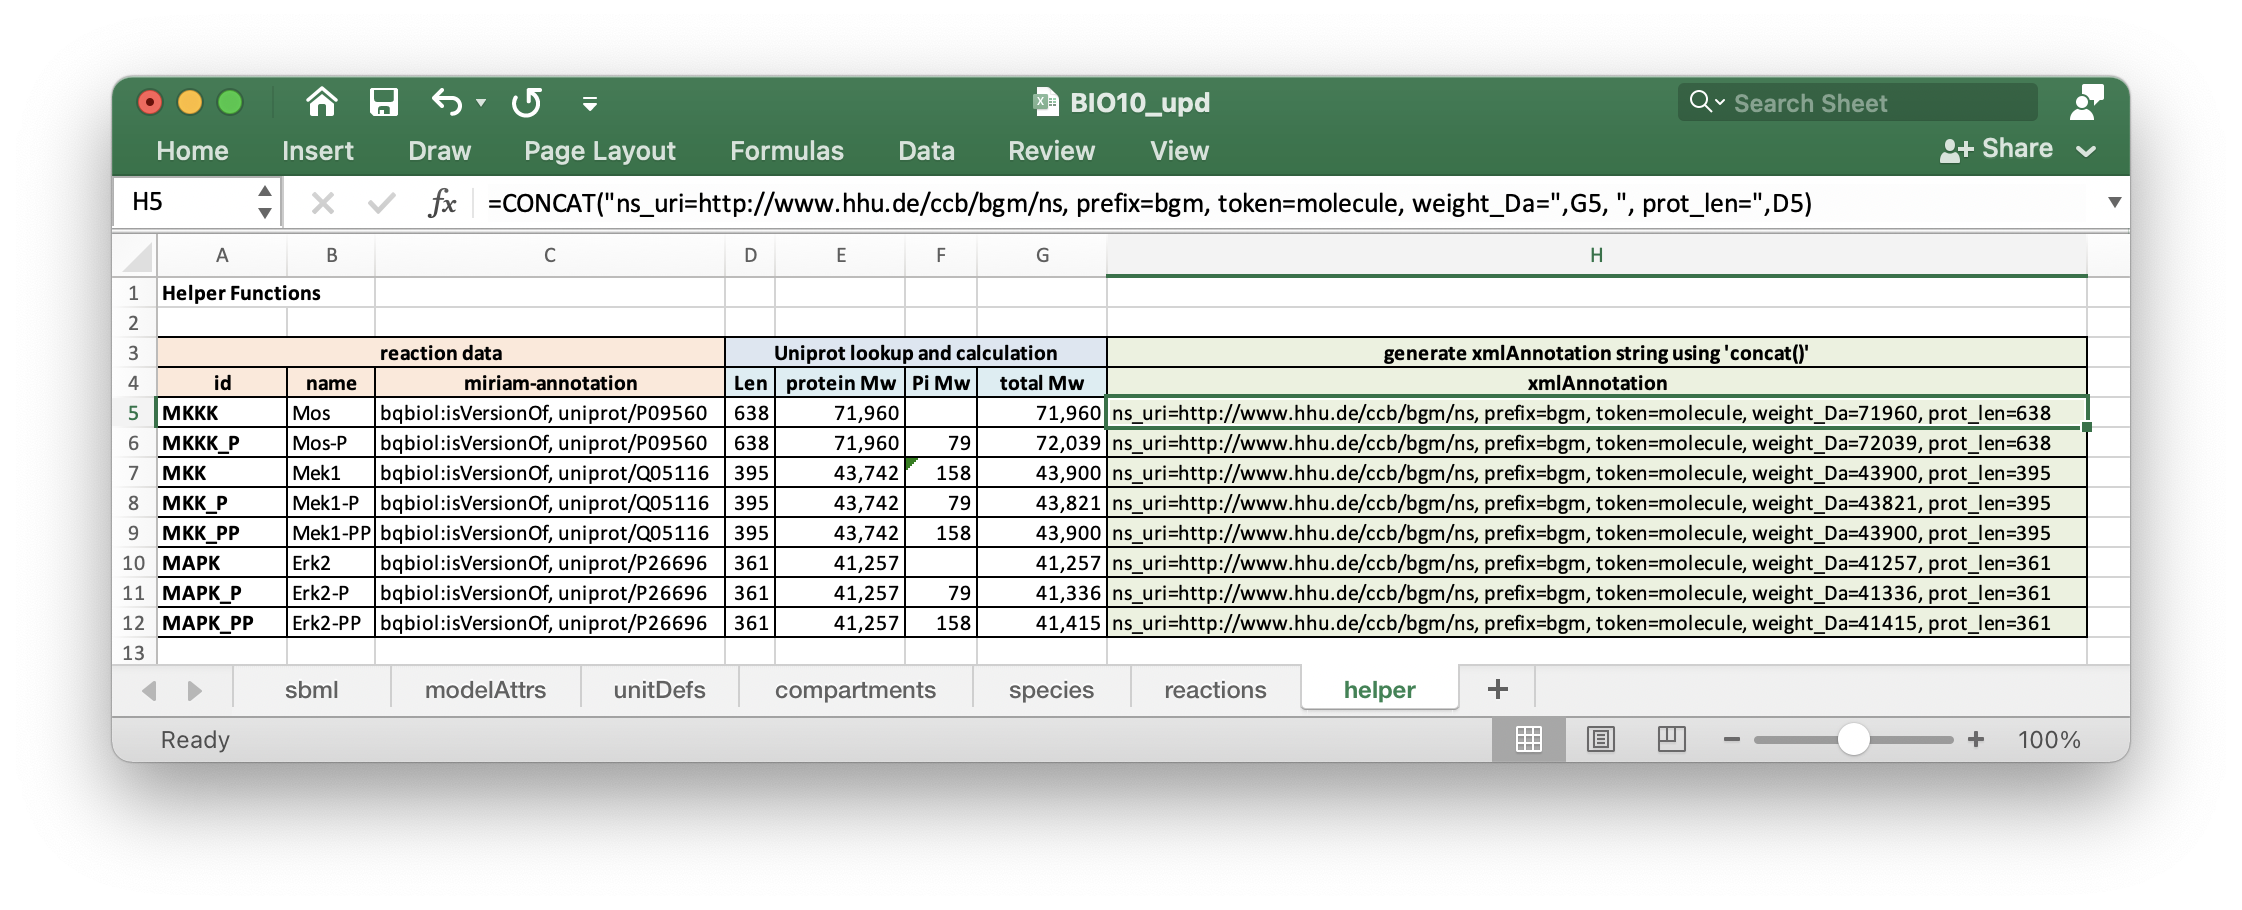 BIO10_upd
Search Sheet
Home Insert Draw Page Layout Formulas Data Review View Share
H5 fx =CONCAT("ns_uri=http://www.hhu.de/ccb/bgm/ns, prefix=bgm, token=molecule, weight_Da=",G5, ", prot_len=",D5)
A B C D E F G H
1 Helper Functions
2
3 reaction data Uniprot lookup and calculation generate xmlAnnotation string using 'concat()'
4 id name miriam-annotation Len protein Mw Pi Mw total Mw xmlAnnotation
5 MKKK Mos bqbiol:isVersionOf, uniprot/P09560 638 71,960 71,960 ns_uri=http://www.hhu.de/ccb/bgm/ns, prefix=bgm, token=molecule, weight_Da=71960, prot_len=638
6 MKKK_P Mos-P bqbiol:isVersionOf, uniprot/P09560 638 71,960 79 72,039 ns_uri=http://www.hhu.de/ccb/bgm/ns, prefix=bgm, token=molecule, weight_Da=72039, prot_len=638
7 MKK Mek1 bqbiol:isVersionOf, uniprot/Q05116 395 43,742 158 43,900 ns_uri=http://www.hhu.de/ccb/bgm/ns, prefix=bgm, token=molecule, weight_Da=43900, prot_len=395
8 MKK_P Mek1-P bqbiol:isVersionOf, uniprot/Q05116 395 43,742 79 43,821 ns_uri=http://www.hhu.de/ccb/bgm/ns, prefix=bgm, token=molecule, weight_Da=43821, prot_len=395
9 MKK_PP Mek1-PP bqbiol:isVersionOf, uniprot/Q05116 395 43,742 158 43,900 ns_uri=http://www.hhu.de/ccb/bgm/ns, prefix=bgm, token=molecule, weight_Da=43900, prot_len=395
10 MAPK Erk2 bqbiol:isVersionOf, uniprot/P26696 361 41,257 41,257 ns_uri=http://www.hhu.de/ccb/bgm/ns, prefix=bgm, token=molecule, weight_Da=41257, prot_len=361
11 MAPK_P Erk2-P bqbiol:isVersionOf, uniprot/P26696 361 41,257 79 41,336 ns_uri=http://www.hhu.de/ccb/bgm/ns, prefix=bgm, token=molecule, weight_Da=41336, prot_len=361
12 MAPK_PP Erk2-PP bqbiol:isVersionOf, uniprot/P26696 361 41,257 158 41,415 ns_uri=http://www.hhu.de/ccb/bgm/ns, prefix=bgm, token=molecule, weight_Da=41415, prot_len=361
13
sbml modelAttrs unitDefs compartments species reactions helper +
Ready 100%